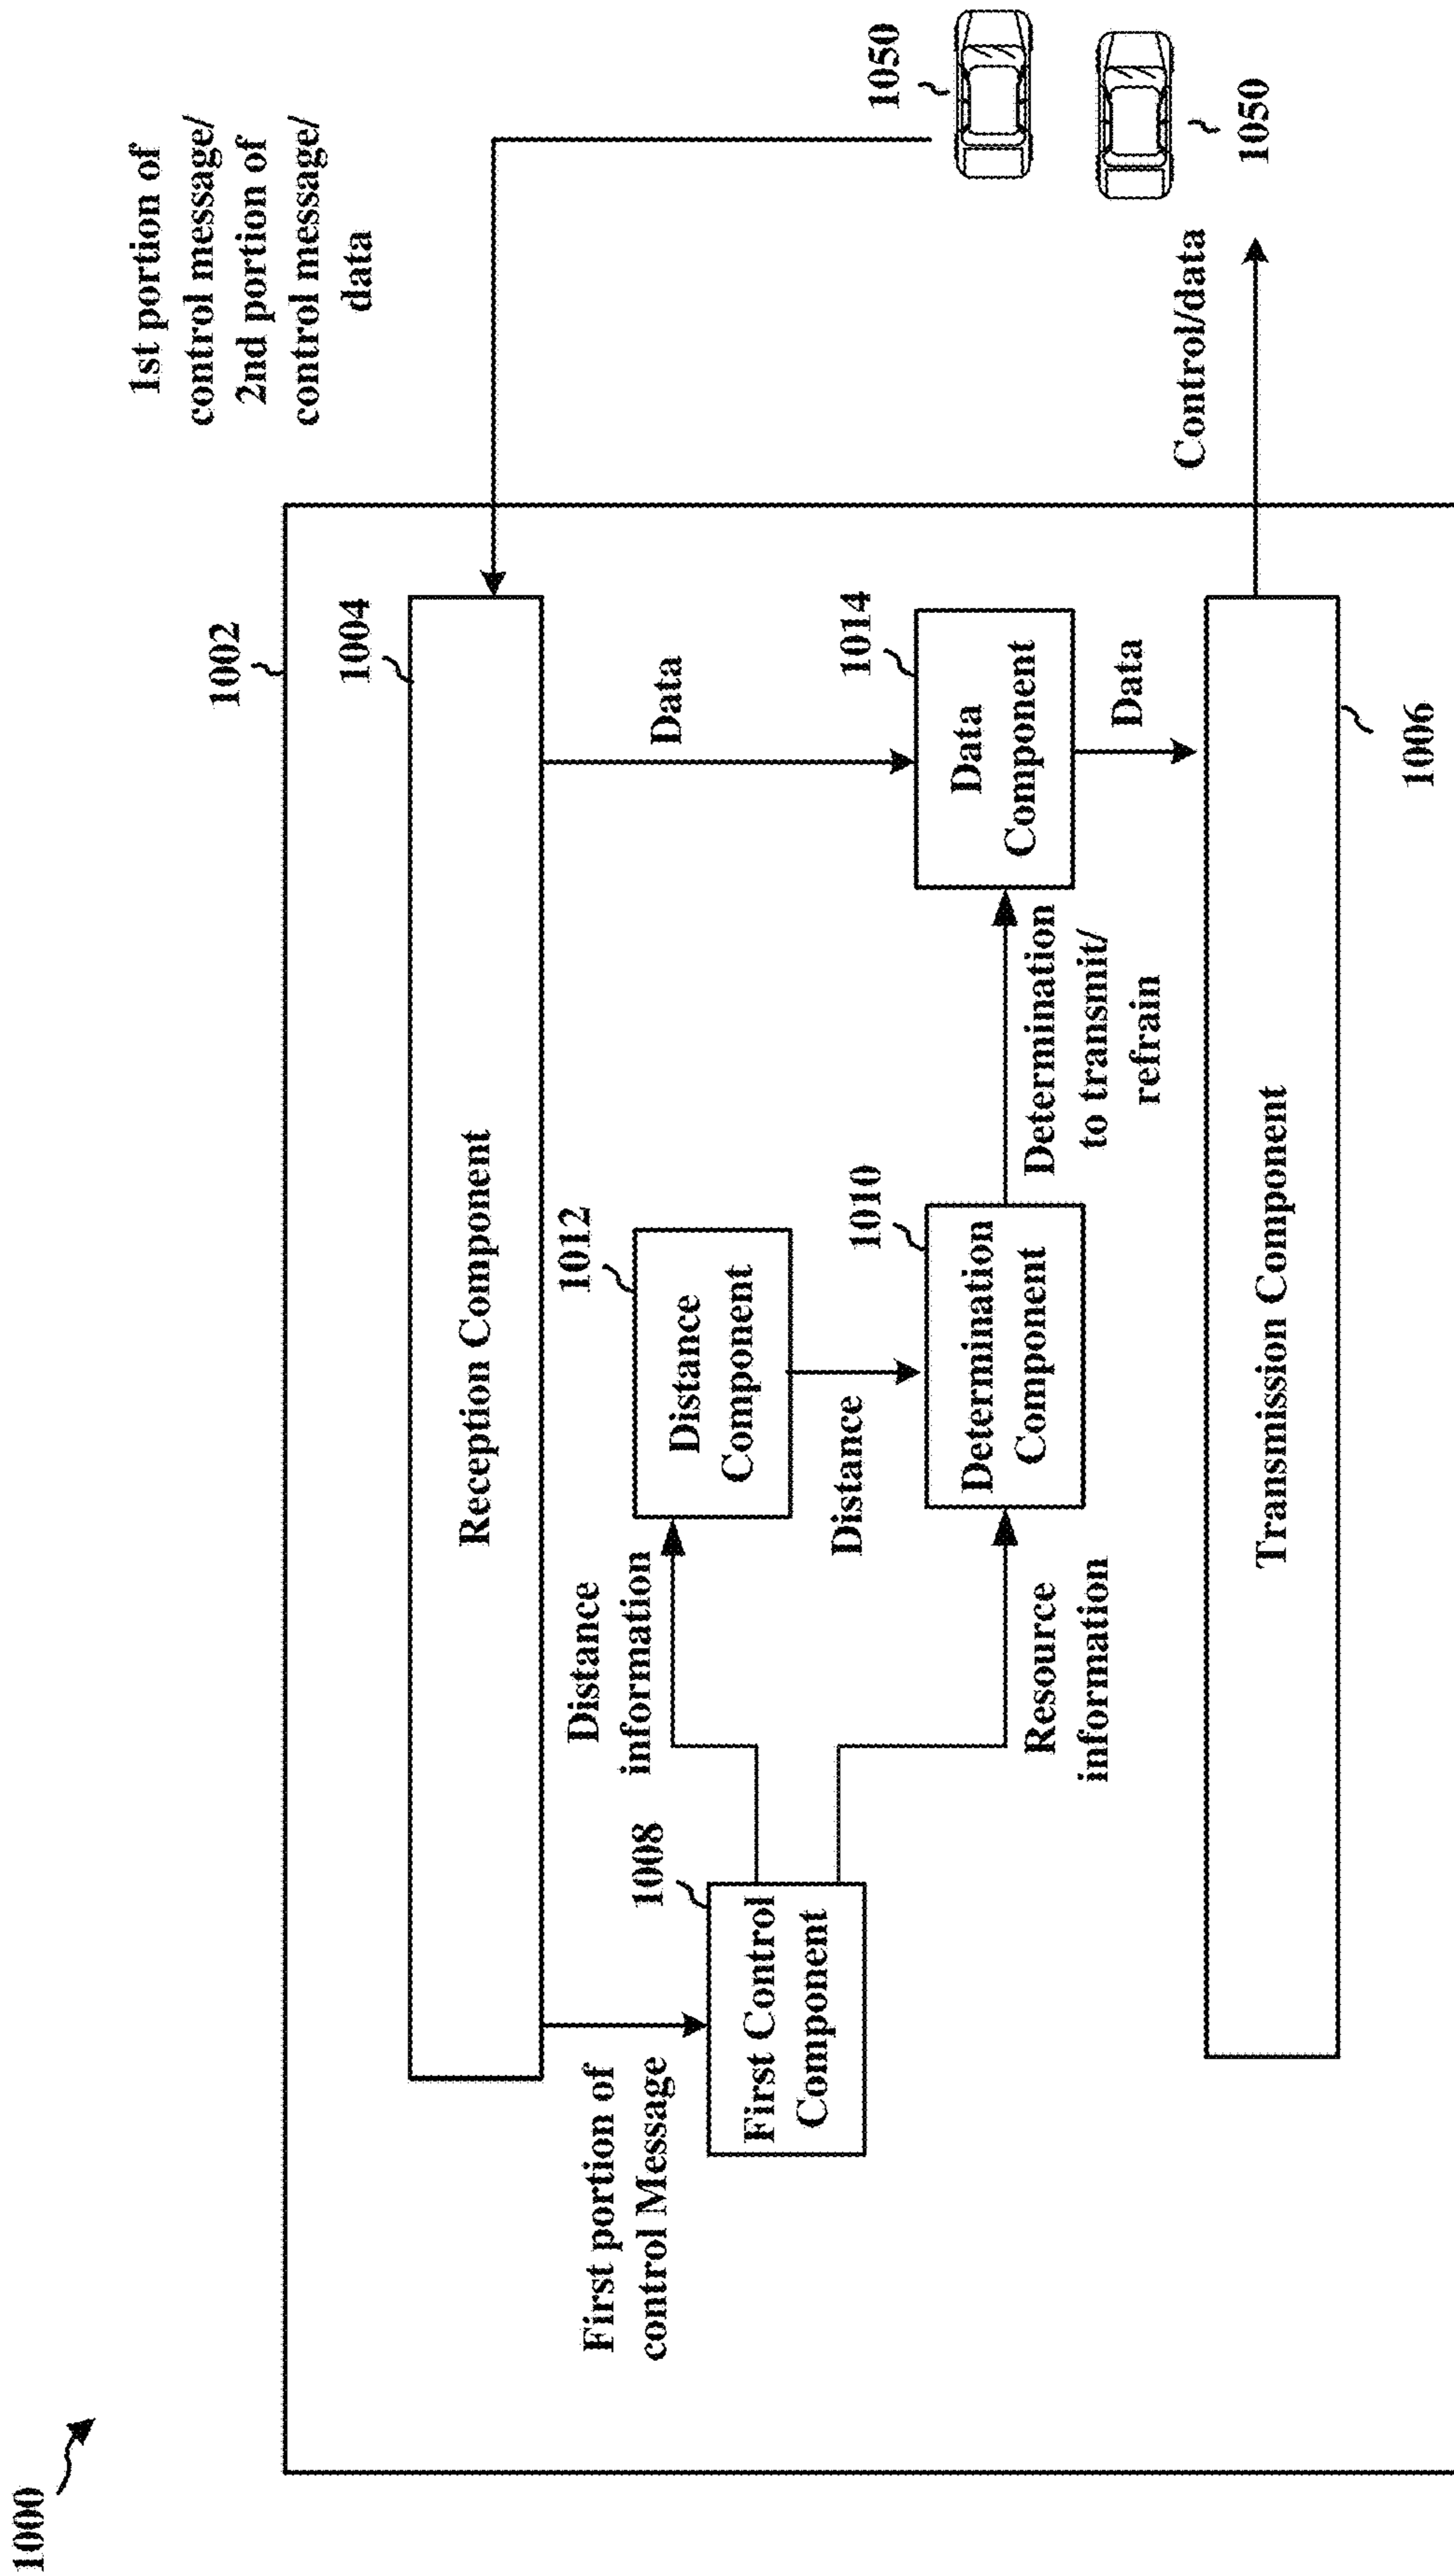 1000
1002
1st portion of
control message/
2nd portion of
control message/
data
1004
Reception Component
First portion of
control Message
1008
First Control
Component
Distance
information
1012
Distance
Component
Data
Distance
Resource
information
1010
Determination
Component
Determination
to transmit/
refrain
1014
Data
Component
Data
1050
1050
Control/data
Transmission Component
1006